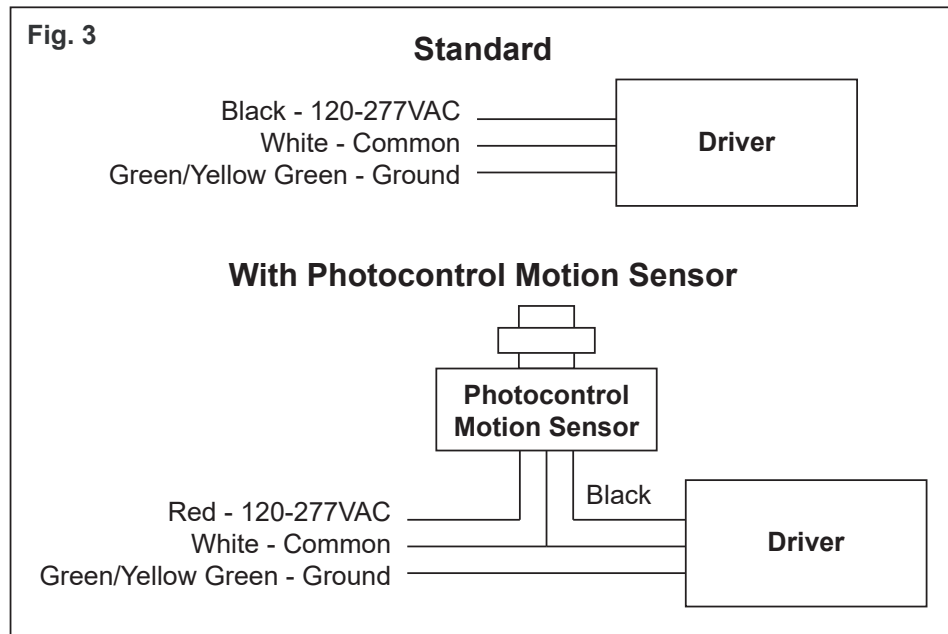 Fig. 3
Standard
Black - 120-277VAC
White - Common
Green/Yellow Green - Ground
Driver
With Photocontrol Motion Sensor
Photocontrol
Motion Sensor
Black
Red - 120-277VAC
White - Common
Green/Yellow Green - Ground
Driver